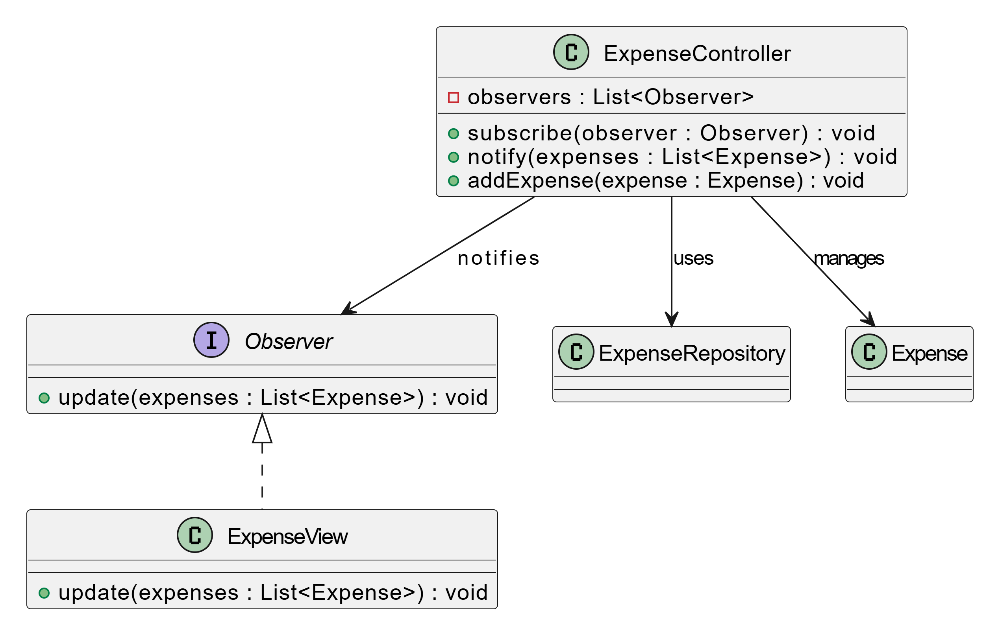 C ExpenseController
observers : List<Observer>
subscribe(observer : Observer) : void
notify(expenses : List<Expense>) : void
addExpense(expense : Expense) : void
notifies
uses
manages
I Observer
update(expenses : List<Expense>) : void
C ExpenseRepository
C Expense
C ExpenseView
update(expenses : List<Expense>) : void